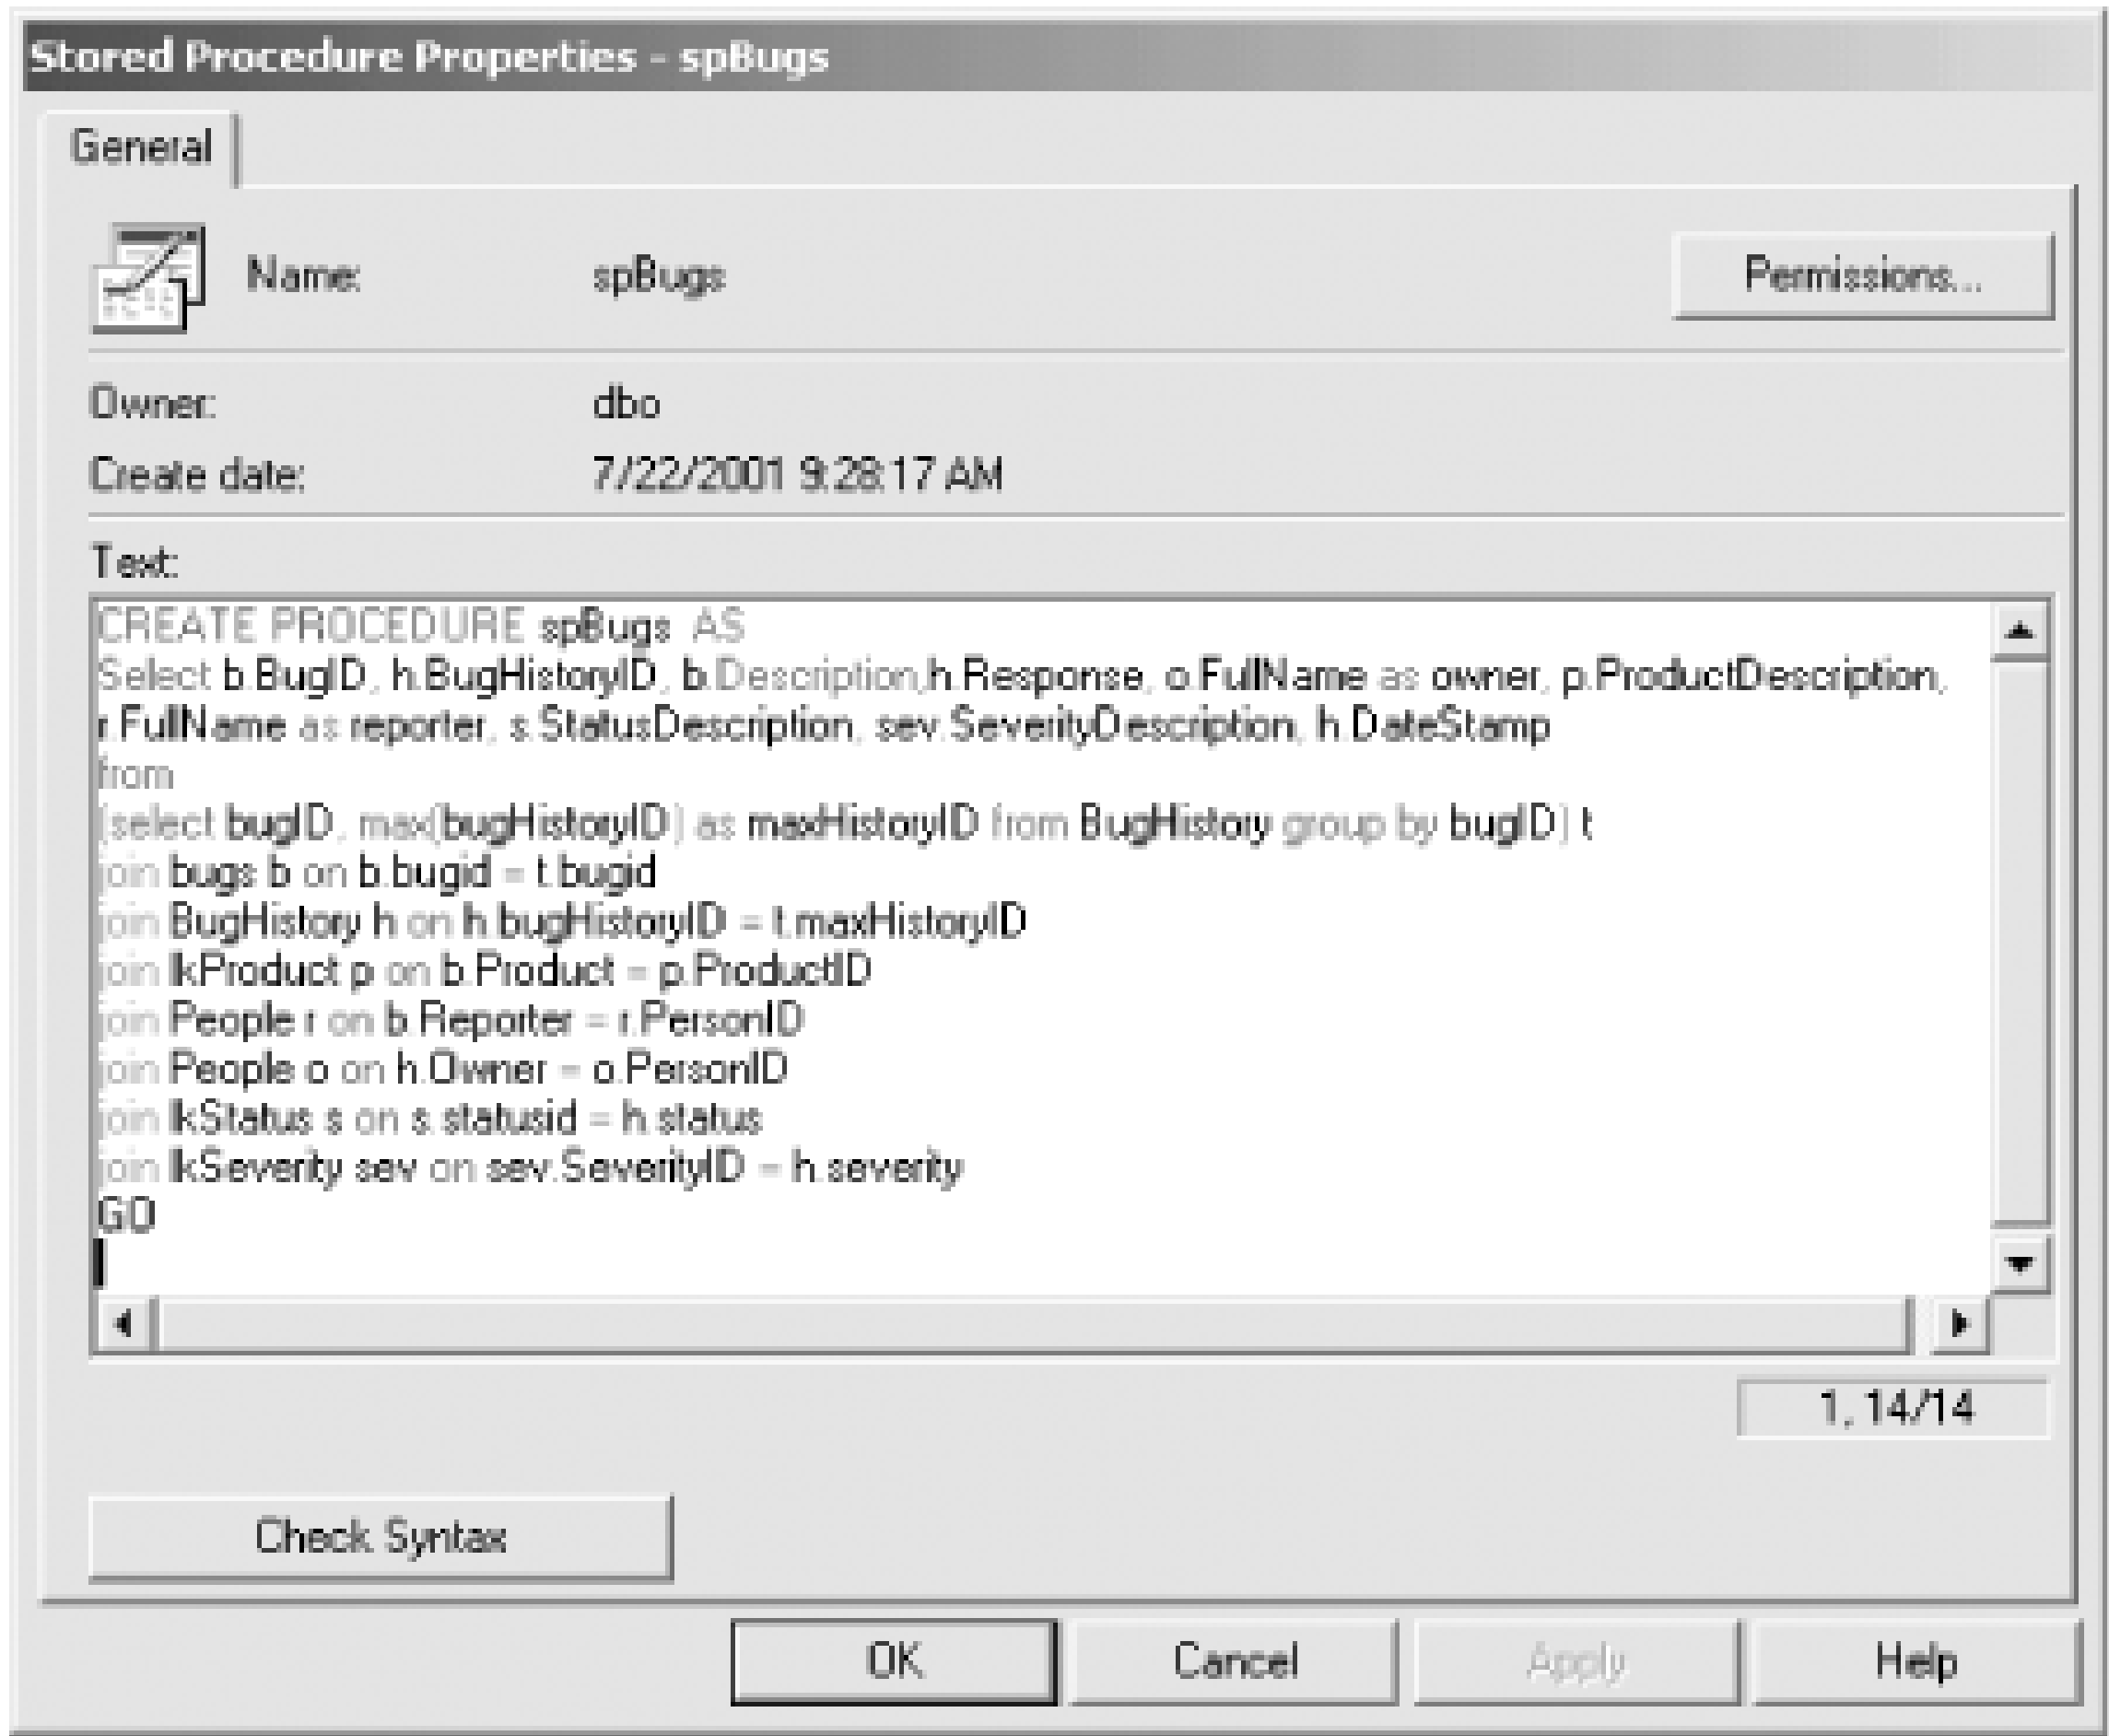 Stored Procedure Properties - spBugs
General
Name: spBugs Permissions...
Owner: dbo
Create date: 7/22/2001 9:28:17 AM
Text:
CREATE PROCEDURE spBugs  AS
Select b.BugID, h.BugHistoryID, b.Description,h.Response, o.FullName as owner, p.ProductDescription,
r.FullName as reporter, s.StatusDescription, sev.SeverityDescription, h.DateStamp
from
(select bugID, max(bugHistoryID) as maxHistoryID from BugHistory group by bugID) t
join bugs b on b.bugid = t.bugid
join BugHistory h on h.bugHistoryID = t.maxHistoryID
join lkProduct p on b.Product = p.ProductID
join People r on b.Reporter = r.PersonID
join People o on h.Owner = o.PersonID
join lkStatus s on s.statusid = h.status
join lkSeverity sev on sev.SeverityID = h.severity
GO
1, 14/14
Check Syntax
OK Cancel Apply Help